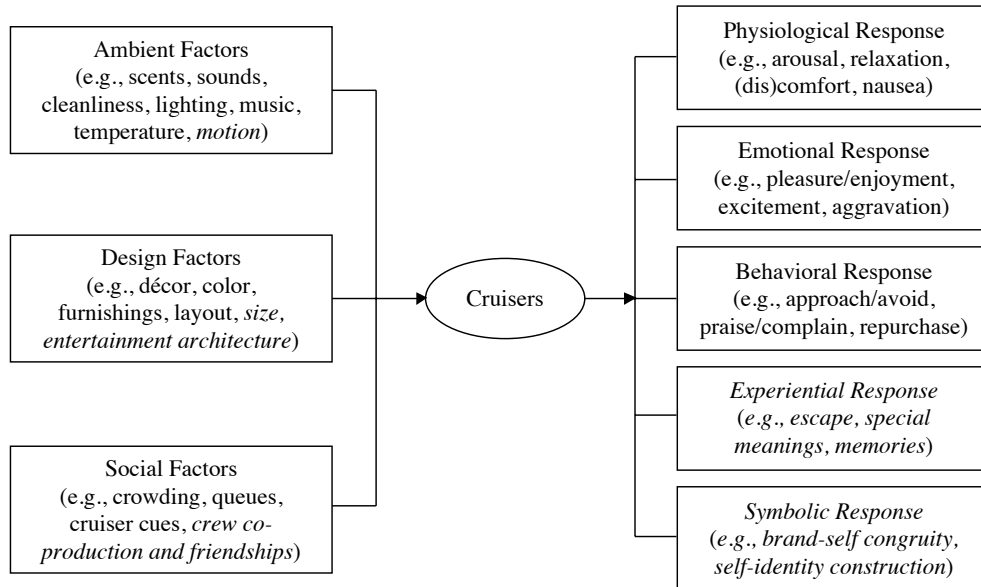 Ambient Factors
(e.g., scents, sounds,
cleanliness, lighting, music,
temperature, motion)
Design Factors
(e.g., décor, color,
furnishings, layout, size,
entertainment architecture)
Social Factors
(e.g., crowding, queues,
cruiser cues, crew co-
production and friendships)
Cruisers
Physiological Response
(e.g., arousal, relaxation,
(dis)comfort, nausea)
Emotional Response
(e.g., pleasure/enjoyment,
excitement, aggravation)
Behavioral Response
(e.g., approach/avoid,
praise/complain, repurchase)
Experiential Response
(e.g., escape, special
meanings, memories)
Symbolic Response
(e.g., brand-self congruity,
self-identity construction)